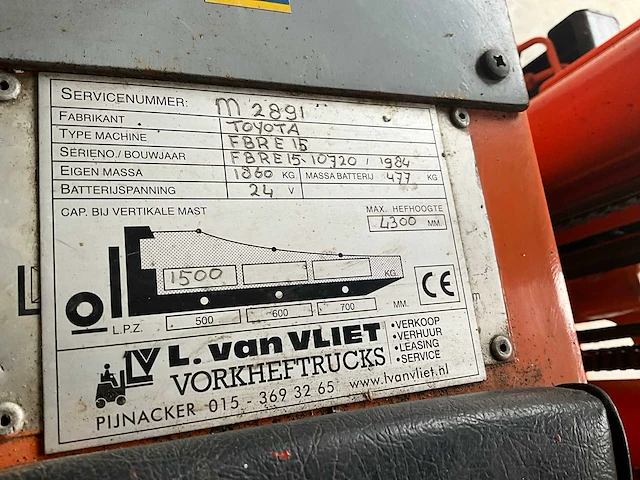 SERVICENUMMER: M 2891
FABRIKANT TOYOTA
TYPE MACHINE FBRE 15
SERIENO./BOUWJAAR FBRE15-10720 / 1984
EIGEN MASSA 1860 KG MASSA BATTERIJ 477 KG
BATTERIJSPANNING 24 V
CAP. BIJ VERTIKALE MAST MAX. HEFHOOGTE
4300 MM.
1500 KG.
CE
L.P.Z. 500 600 700 MM.
LVV L. van VLIET
VORKHEFTRUCKS
•VERKOOP
•VERHUUR
•LEASING
•SERVICE
PIJNACKER 015 - 369 32 65 www.lvanvliet.nl